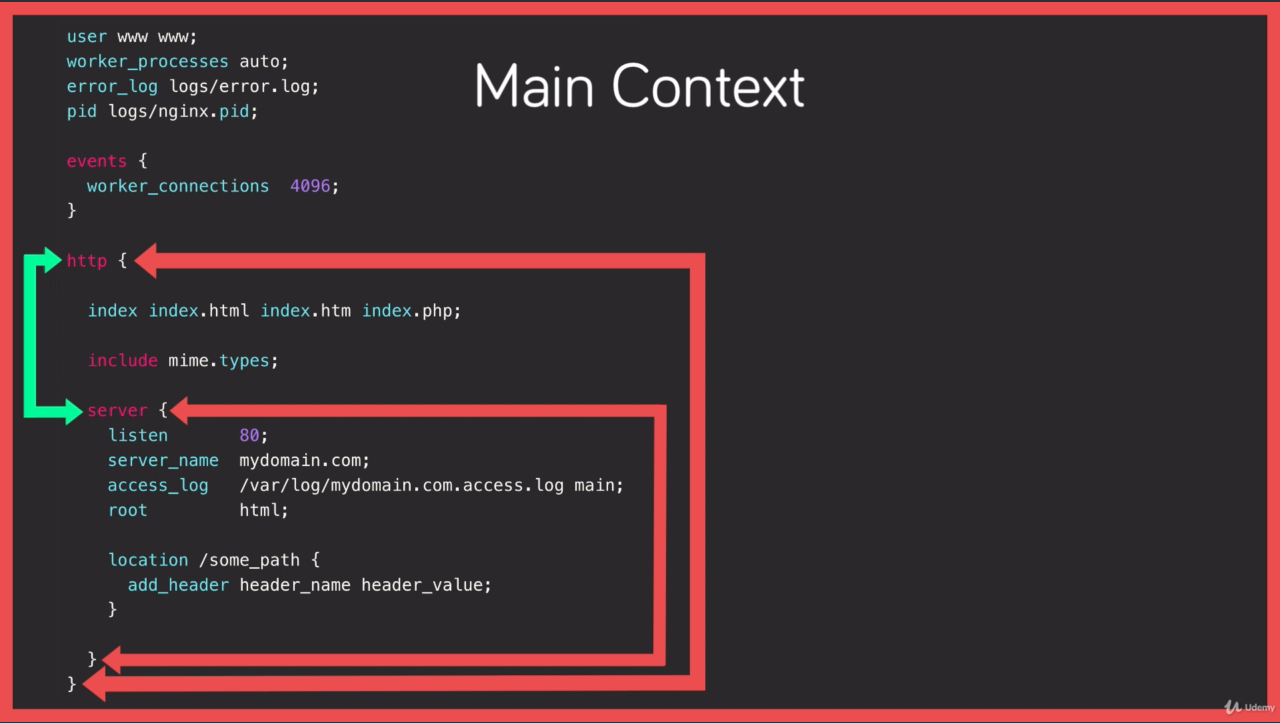 user www www;
worker_processes auto;
error_log logs/error.log;
pid logs/nginx.pid;
Main Context
events {
worker_connections 4096;
}
http {
index index.html index.htm index.php;
include mime.types;
server {
listen 80;
server_name mydomain.com;
access_log /var/log/mydomain.com.access.log main;
root html;
location /some_path {
add_header header_name header_value;
}
}
}
Udemy